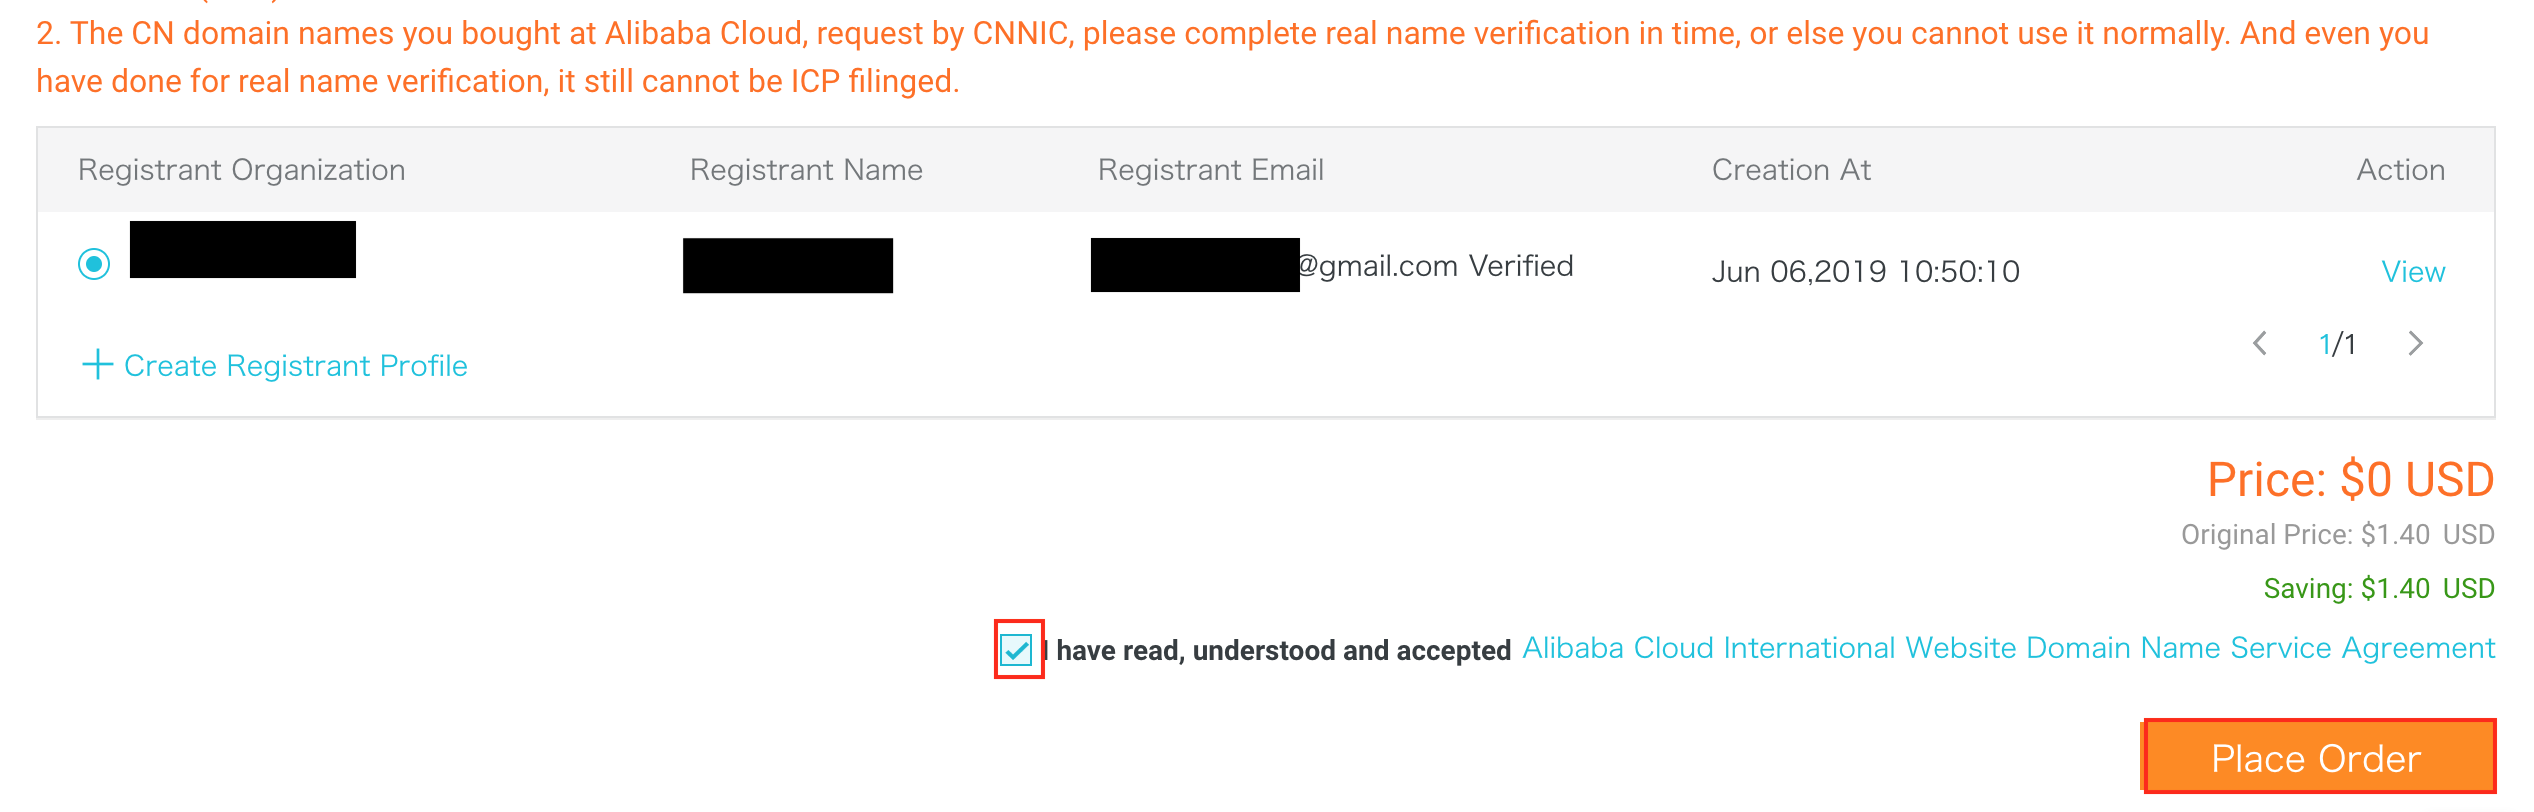 2. The CN domain names you bought at Alibaba Cloud, request by CNNIC, please complete real name verification in time, or else you cannot use it normally. And even you
have done for real name verification, it still cannot be ICP filinged.
Registrant Organization Registrant Name Registrant Email Creation At Action
@gmail.com Verified Jun 06,2019 10:50:10 View
Create Registrant Profile 1/1
Price: $0 USD
Original Price: $1.40 USD
Saving: $1.40 USD
I have read, understood and accepted Alibaba Cloud International Website Domain Name Service Agreement
Place Order